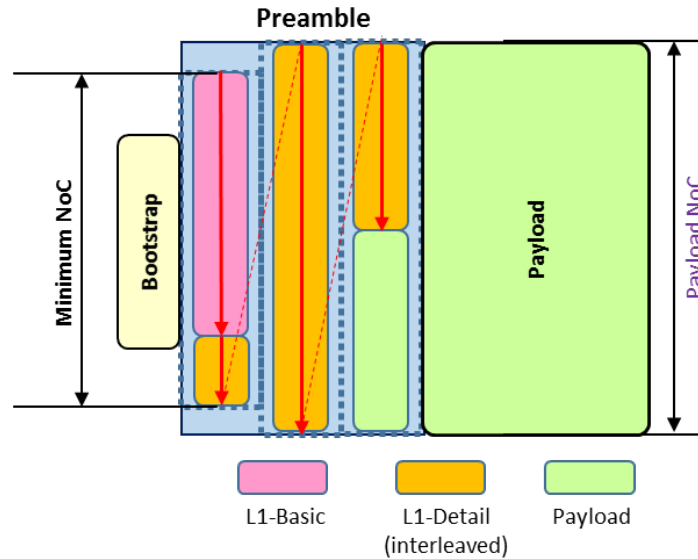 Preamble
Minimum NoC
Bootstrap
Payload
Payload NoC
L1-Basic
L1-Detail
(interleaved)
Payload